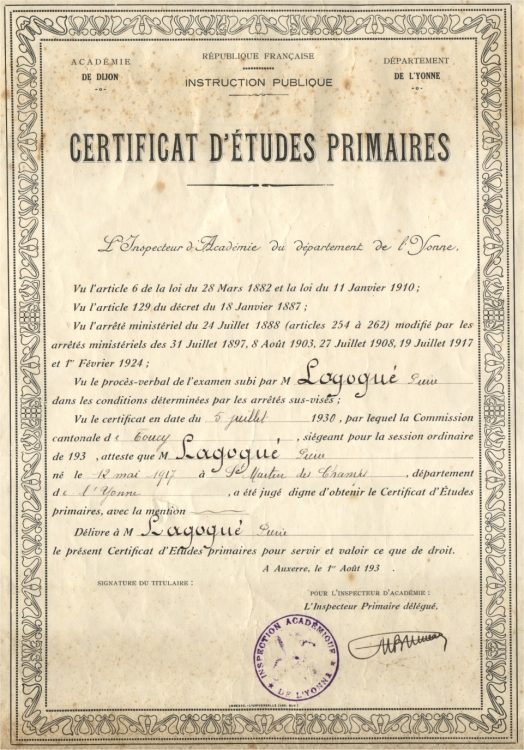 ACADÉMIE
DE DIJON
RÉPUBLIQUE FRANÇAISE
INSTRUCTION PUBLIQUE
DÉPARTEMENT
DE L'YONNE
CERTIFICAT D'ÉTUDES PRIMAIRES
L'Inspecteur d'Académie du département de l'Yonne,
Vu l'article 6 de la loi du 28 Mars 1882 et la loi du 11 Janvier 1910 ;
Vu l'article 129 du décret du 18 Janvier 1887 ;
Vu l'arrêté ministériel du 24 Juillet 1888 (articles 254 à 262) modifié par les
arrêtés ministériels des 31 Juillet 1897, 8 Août 1903, 27 Juillet 1908, 19 Juillet 1917
et 1er Février 1924 ;
Vu le procès-verbal de l'examen subi par M Lagogué Pierre
dans les conditions déterminées par les arrêtés sus-visés ;
Vu le certificat en date du 5 juillet 1930, par lequel la Commission
cantonale de Toucy, siégeant pour la session ordinaire
de 193 , atteste que M Lagogué Pierre
né le 12 mai 1917 à St Martin des Champs, département
de l'Yonne, a été jugé digne d'obtenir le Certificat d'Études
primaires, avec la mention
Délivre à M Lagogué Pierre
le présent Certificat d'Etudes primaires pour servir et valoir ce que de droit.
A Auxerre, le 1er Août 193 .
SIGNATURE DU TITULAIRE :
POUR L'INSPECTEUR D'ACADÉMIE :
L'Inspecteur Primaire délégué,
INSPECTION ACADÉMIQUE
DE L'YONNE